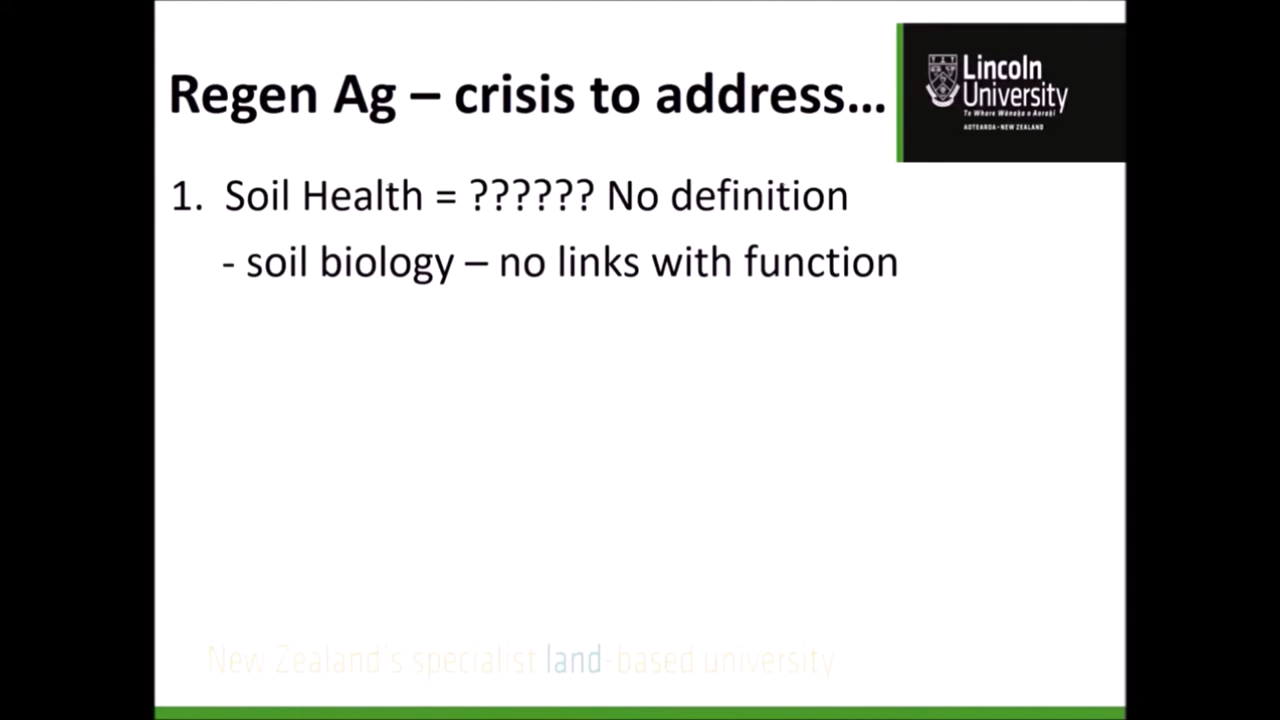 Regen Ag – crisis to address...
Lincoln
University
Te Whare Wānaka o Aoraki
AOTEAROA • NEW ZEALAND
1. Soil Health = ?????? No definition
- soil biology – no links with function
New Zealand's specialist land-based university